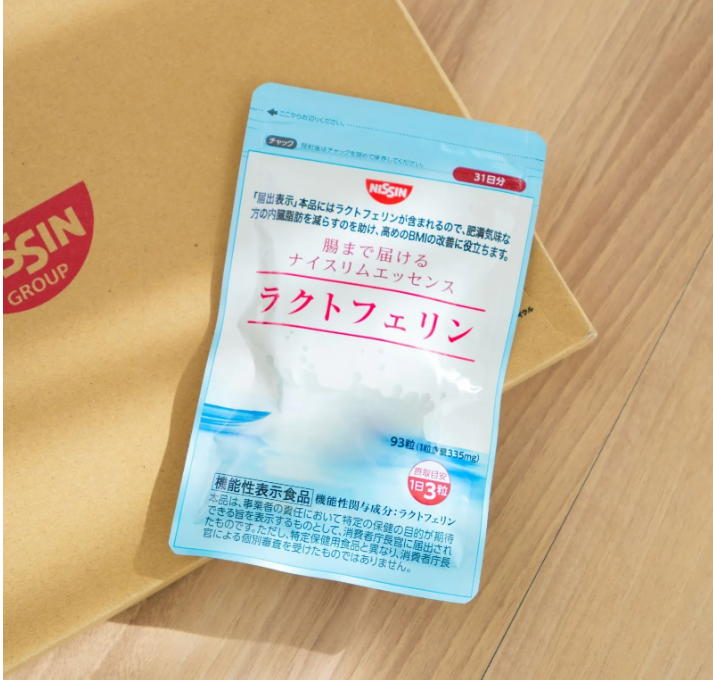 ここからお切りください。
チャック
開封後はチャックを閉めて保存してください。
31日分
NISSIN
「届出表示」本品にはラクトフェリンが含まれるので、肥満気味な
方の内臓脂肪を減らすのを助け、高めのBMIの改善に役立ちます。
腸まで届ける
ナイスリムエッセンス
ラクトフェリン
93粒(1粒重量335mg)
摂取目安
1日3粒
機能性表示食品 機能性関与成分:ラクトフェリン
本品は、事業者の責任において特定の保健の目的が期待
できる旨を表示するものとして、消費者庁長官に届出され
たものです。ただし、特定保健用食品と異なり、消費者庁長
官による個別審査を受けたものではありません。
SSIN
GROUP